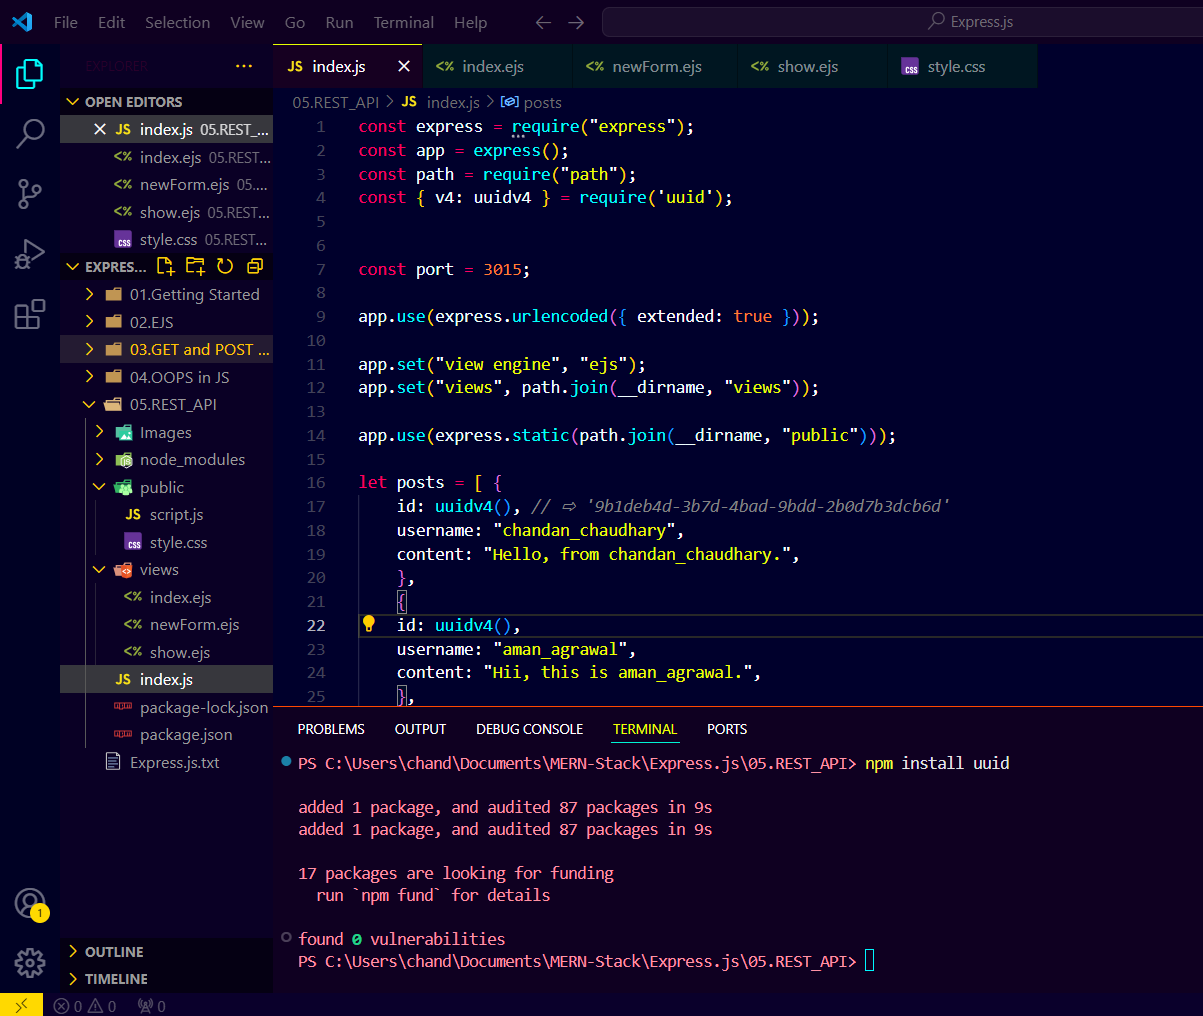 File Edit Selection View Go Run Terminal Help Express.js
EXPLORER ...
OPEN EDITORS
JS index.js 05.REST_...
<%> index.ejs 05.REST...
<%> newForm.ejs 05....
<%> show.ejs 05.REST...
css style.css 05.REST...
EXPRES...
01.Getting Started
02.EJS
03.GET and POST ...
04.OOPS in JS
05.REST_API
Images
node_modules
public
JS script.js
css style.css
views
<%> index.ejs
<%> newForm.ejs
<%> show.ejs
JS index.js
npm package-lock.json
npm package.json
Express.js.txt
OUTLINE
TIMELINE
1
JS index.js <%> index.ejs <%> newForm.ejs <%> show.ejs css style.css
05.REST_API > JS index.js > posts
1 const express = require("express");
2 const app = express();
3 const path = require("path");
4 const { v4: uuidv4 } = require('uuid');
5
6
7 const port = 3015;
8
9 app.use(express.urlencoded({ extended: true }));
10
11 app.set("view engine", "ejs");
12 app.set("views", path.join(__dirname, "views"));
13
14 app.use(express.static(path.join(__dirname, "public")));
15
16 let posts = [ {
17 id: uuidv4(), // ⇨ '9b1deb4d-3b7d-4bad-9bdd-2b0d7b3dcb6d'
18 username: "chandan_chaudhary",
19 content: "Hello, from chandan_chaudhary.",
20 },
21 {
22 id: uuidv4(),
23 username: "aman_agrawal",
24 content: "Hii, this is aman_agrawal.",
25 },
PROBLEMS OUTPUT DEBUG CONSOLE TERMINAL PORTS
PS C:\Users\chand\Documents\MERN-Stack\Express.js\05.REST_API> npm install uuid
added 1 package, and audited 87 packages in 9s
added 1 package, and audited 87 packages in 9s
17 packages are looking for funding
run `npm fund` for details
found 0 vulnerabilities
PS C:\Users\chand\Documents\MERN-Stack\Express.js\05.REST_API>
0 0 0